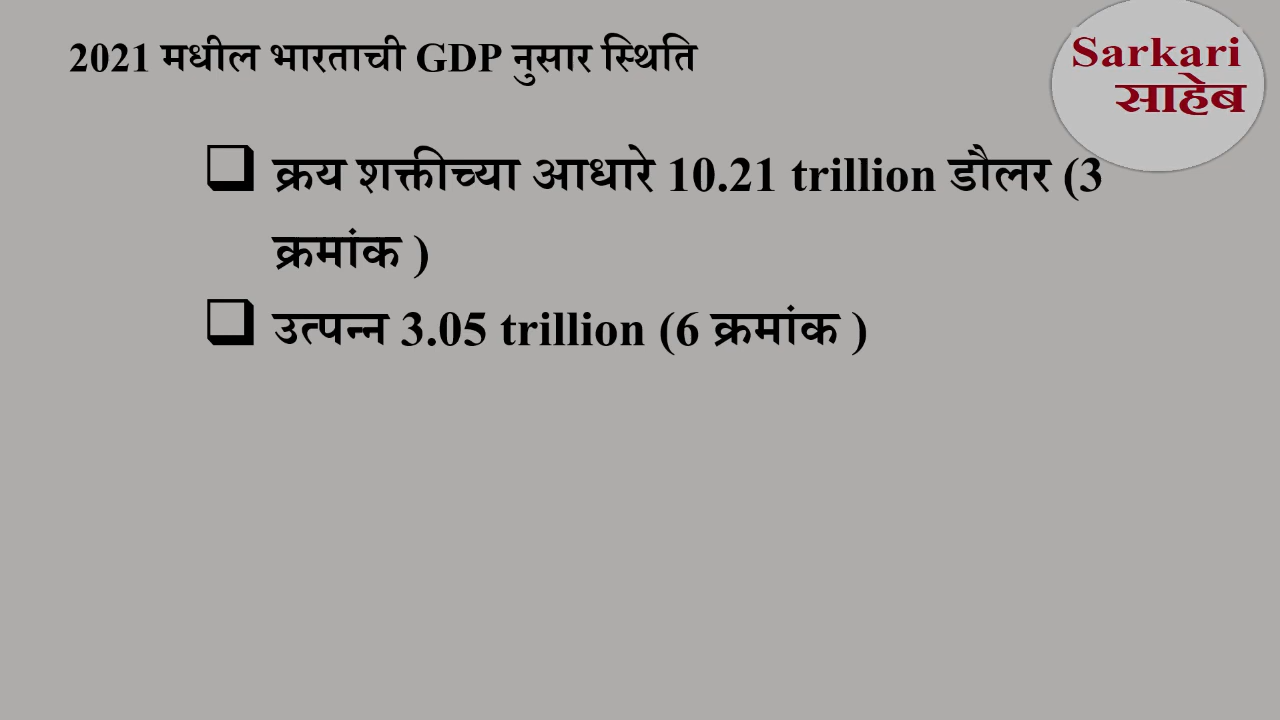 2021 मधील भारताची GDP नुसार स्थिति
Sarkari
साहेब
क्रय शक्तीच्या आधारे 10.21 trillion डौलर (3
क्रमांक )
उत्पन्न 3.05 trillion (6 क्रमांक )